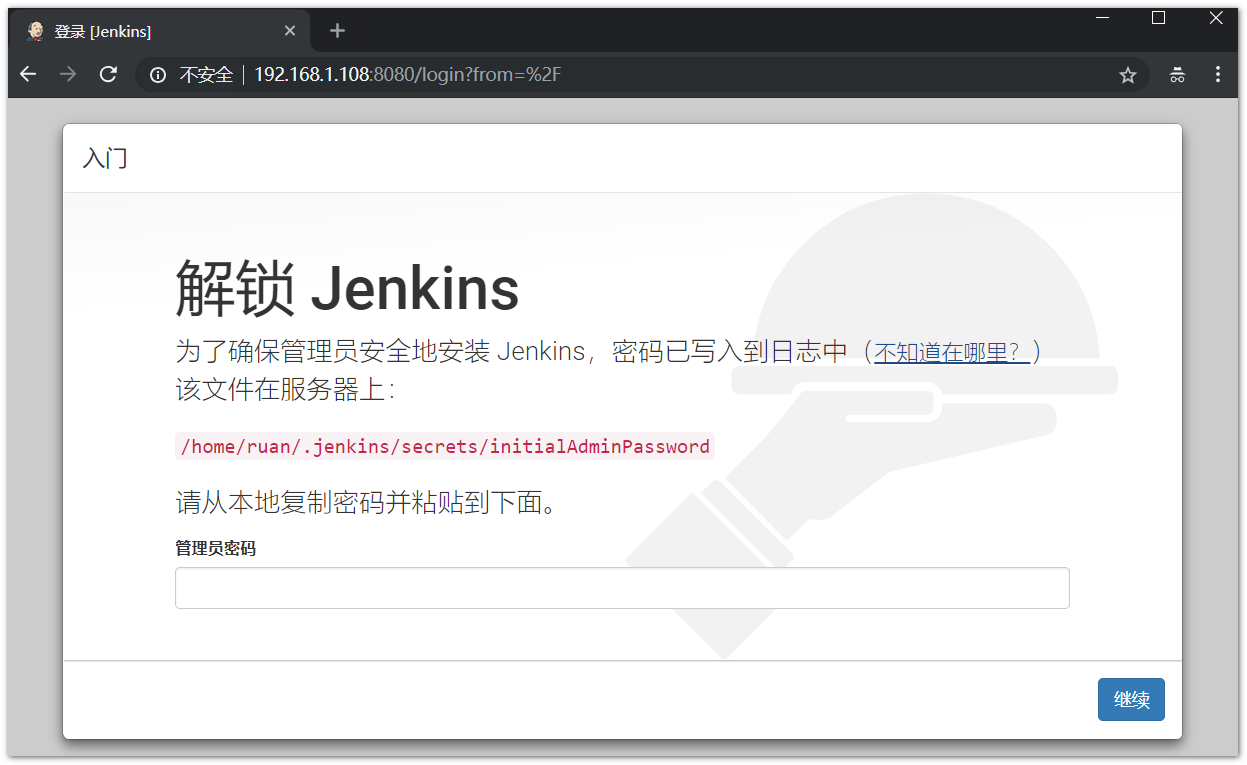 登录 [Jenkins]
不安全 192.168.1.108:8080/login?from=%2F
入门
解锁 Jenkins
为了确保管理员安全地安装 Jenkins，密码已写入到日志中（不知道在哪里？）
该文件在服务器上：
/home/ruan/.jenkins/secrets/initialAdminPassword
请从本地复制密码并粘贴到下面。
管理员密码
继续